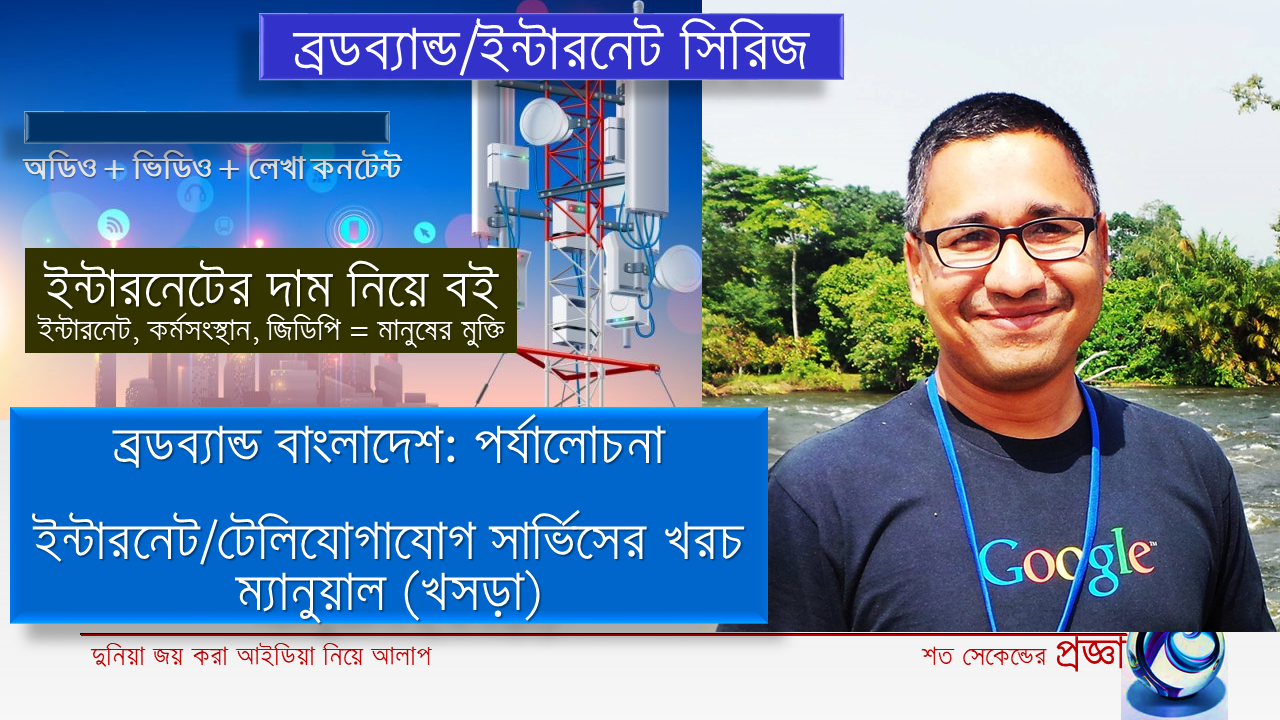 ব্রডব্যান্ড/ইন্টারনেট সিরিজ
অডিও + ভিডিও + লেখা কনটেন্ট
ইন্টারনেটের দাম নিয়ে বই
ইন্টারনেট, কর্মসংস্থান, জিডিপি = মানুষের মুক্তি
ব্রডব্যান্ড বাংলাদেশ: পর্যালোচনা
ইন্টারনেট/টেলিযোগাযোগ সার্ভিসের খরচ
ম্যানুয়াল (খসড়া)
Google™
দুনিয়া জয় করা আইডিয়া নিয়ে আলাপ
শত সেকেন্ডের প্রজ্ঞা